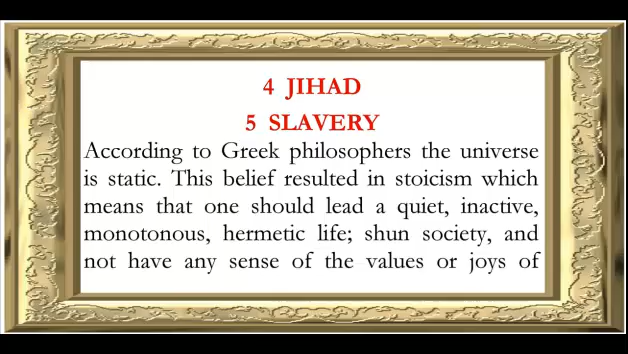 4 JIHAD
5 SLAVERY
According to Greek philosophers the universe
is static. This belief resulted in stoicism which
means that one should lead a quiet, inactive,
monotonous, hermetic life; shun society, and
not have any sense of the values or joys of